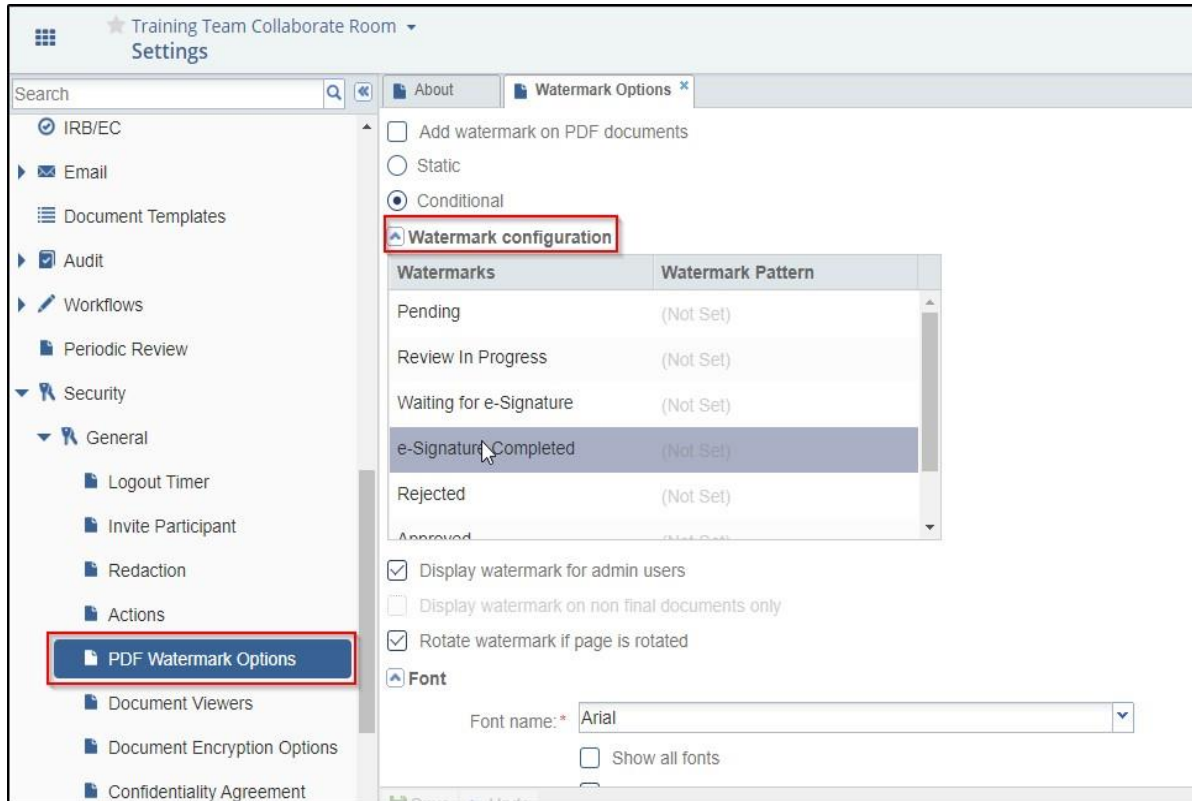 Training Team Collaborate Room
Settings
Search
IRB/EC
Email
Document Templates
Audit
Workflows
Periodic Review
Security
General
Logout Timer
Invite Participant
Redaction
Actions
PDF Watermark Options
Document Viewers
Document Encryption Options
Confidentiality Agreement
About
Watermark Options
Add watermark on PDF documents
Static
Conditional
Watermark configuration
Watermarks Watermark Pattern
Pending (Not Set)
Review In Progress (Not Set)
Waiting for e-Signature (Not Set)
e-Signature Completed (Not Set)
Rejected (Not Set)
Approved (Not Set)
Display watermark for admin users
Display watermark on non final documents only
Rotate watermark if page is rotated
Font
Font name:* Arial
Show all fonts